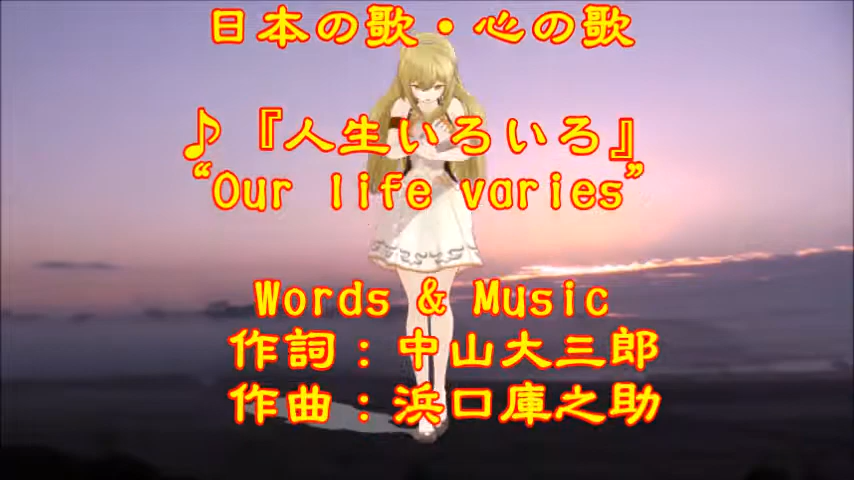 日本の歌・心の歌
♪『人生いろいろ』
“Our life varies”
Words & Music
作詞：中山大三郎
作曲：浜口庫之助